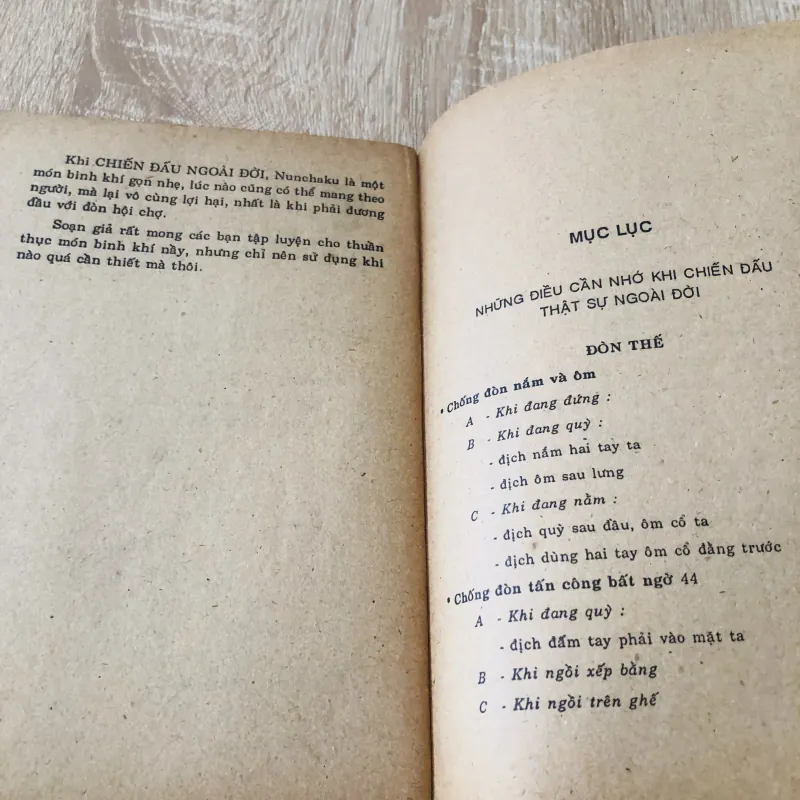 Khi CHIẾN ĐẤU NGOÀI ĐỜI, Nunchaku là một
món binh khí gọn nhẹ, lúc nào cũng có thể mang theo
người, mà lại vô cùng lợi hại, nhất là khi phải đương
đầu với đòn hội chợ.
Soạn giả rất mong các bạn tập luyện cho thuần
thục món binh khí nầy, nhưng chỉ nên sử dụng khi
nào quá cần thiết mà thôi.
MỤC LỤC
NHỮNG ĐIỀU CẦN NHỚ KHI CHIẾN ĐẤU
THẬT SỰ NGOÀI ĐỜI
ĐÒN THẾ
• Chống đòn nắm và ôm
A - Khi đang đứng :
B - Khi đang quỳ :
- địch nắm hai tay ta
- địch ôm sau lưng
C - Khi đang nằm :
- địch quỳ sau đầu, ôm cổ ta
- địch dùng hai tay ôm cổ đằng trước
• Chống đòn tấn công bất ngờ 44
A - Khi đang quỳ :
- địch đấm tay phải vào mặt ta
B - Khi ngồi xếp bằng
C - Khi ngồi trên ghế